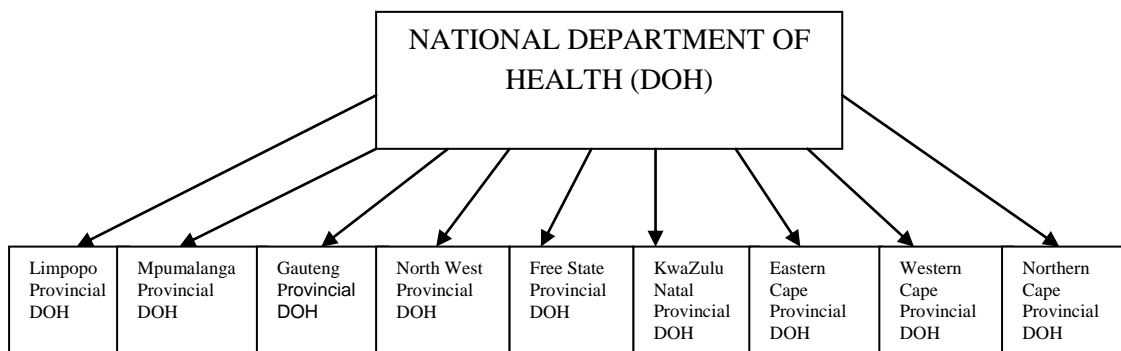 NATIONAL DEPARTMENT OF
HEALTH (DOH)
Limpopo
Provincial
DOH
Mpumalanga
Provincial
DOH
Gauteng
Provincial
DOH
North West
Provincial
DOH
Free State
Provincial
DOH
KwaZulu
Natal
Provincial
DOH
Eastern
Cape
Provincial
DOH
Western
Cape
Provincial
DOH
Northern
Cape
Provincial
DOH